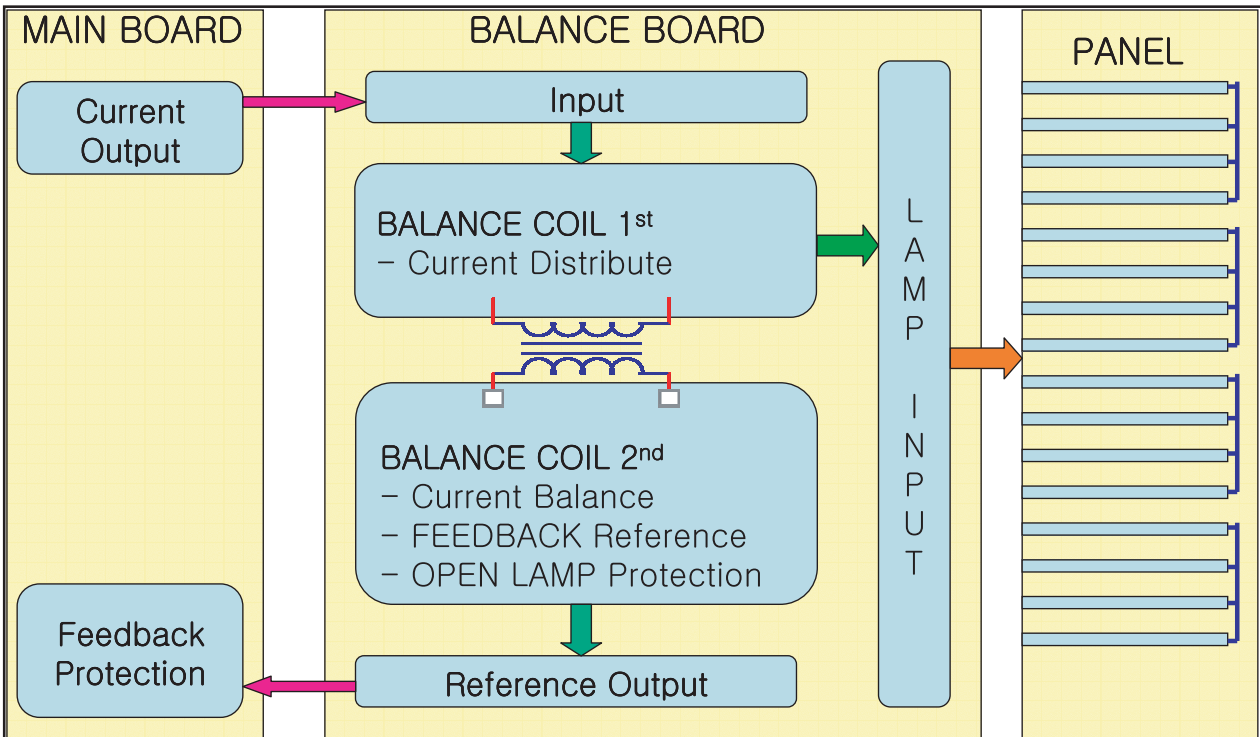 MAIN BOARD
Current
Output
Feedback
Protection
BALANCE BOARD
Input
BALANCE COIL 1st
- Current Distribute
BALANCE COIL 2nd
- Current Balance
- FEEDBACK Reference
- OPEN LAMP Protection
Reference Output
L
A
M
P
I
N
P
U
T
PANEL